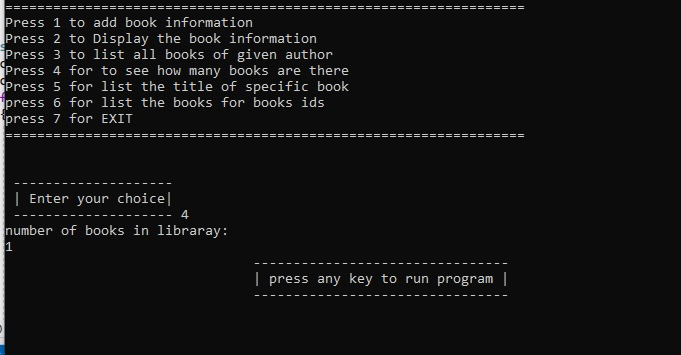 =================================================================
Press 1 to add book information
Press 2 to Display the book information
Press 3 to list all books of given author
Press 4 for to see how many books are there
Press 5 for list the title of specific book
press 6 for list the books for books ids
press 7 for EXIT
=================================================================
--------------------
| Enter your choice|
-------------------- 4
number of books in libraray:
1
--------------------------------
| press any key to run program |
--------------------------------